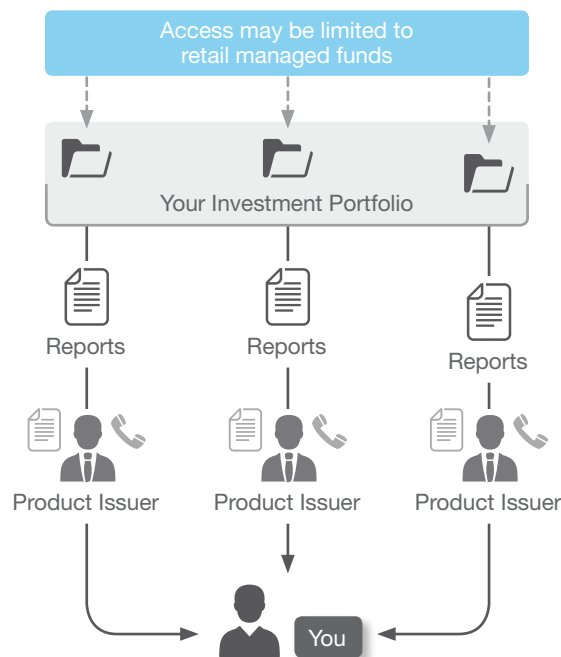 Access may be limited to
retail managed funds
Your Investment Portfolio
Reports
Reports
Reports
Product Issuer
Product Issuer
Product Issuer
You